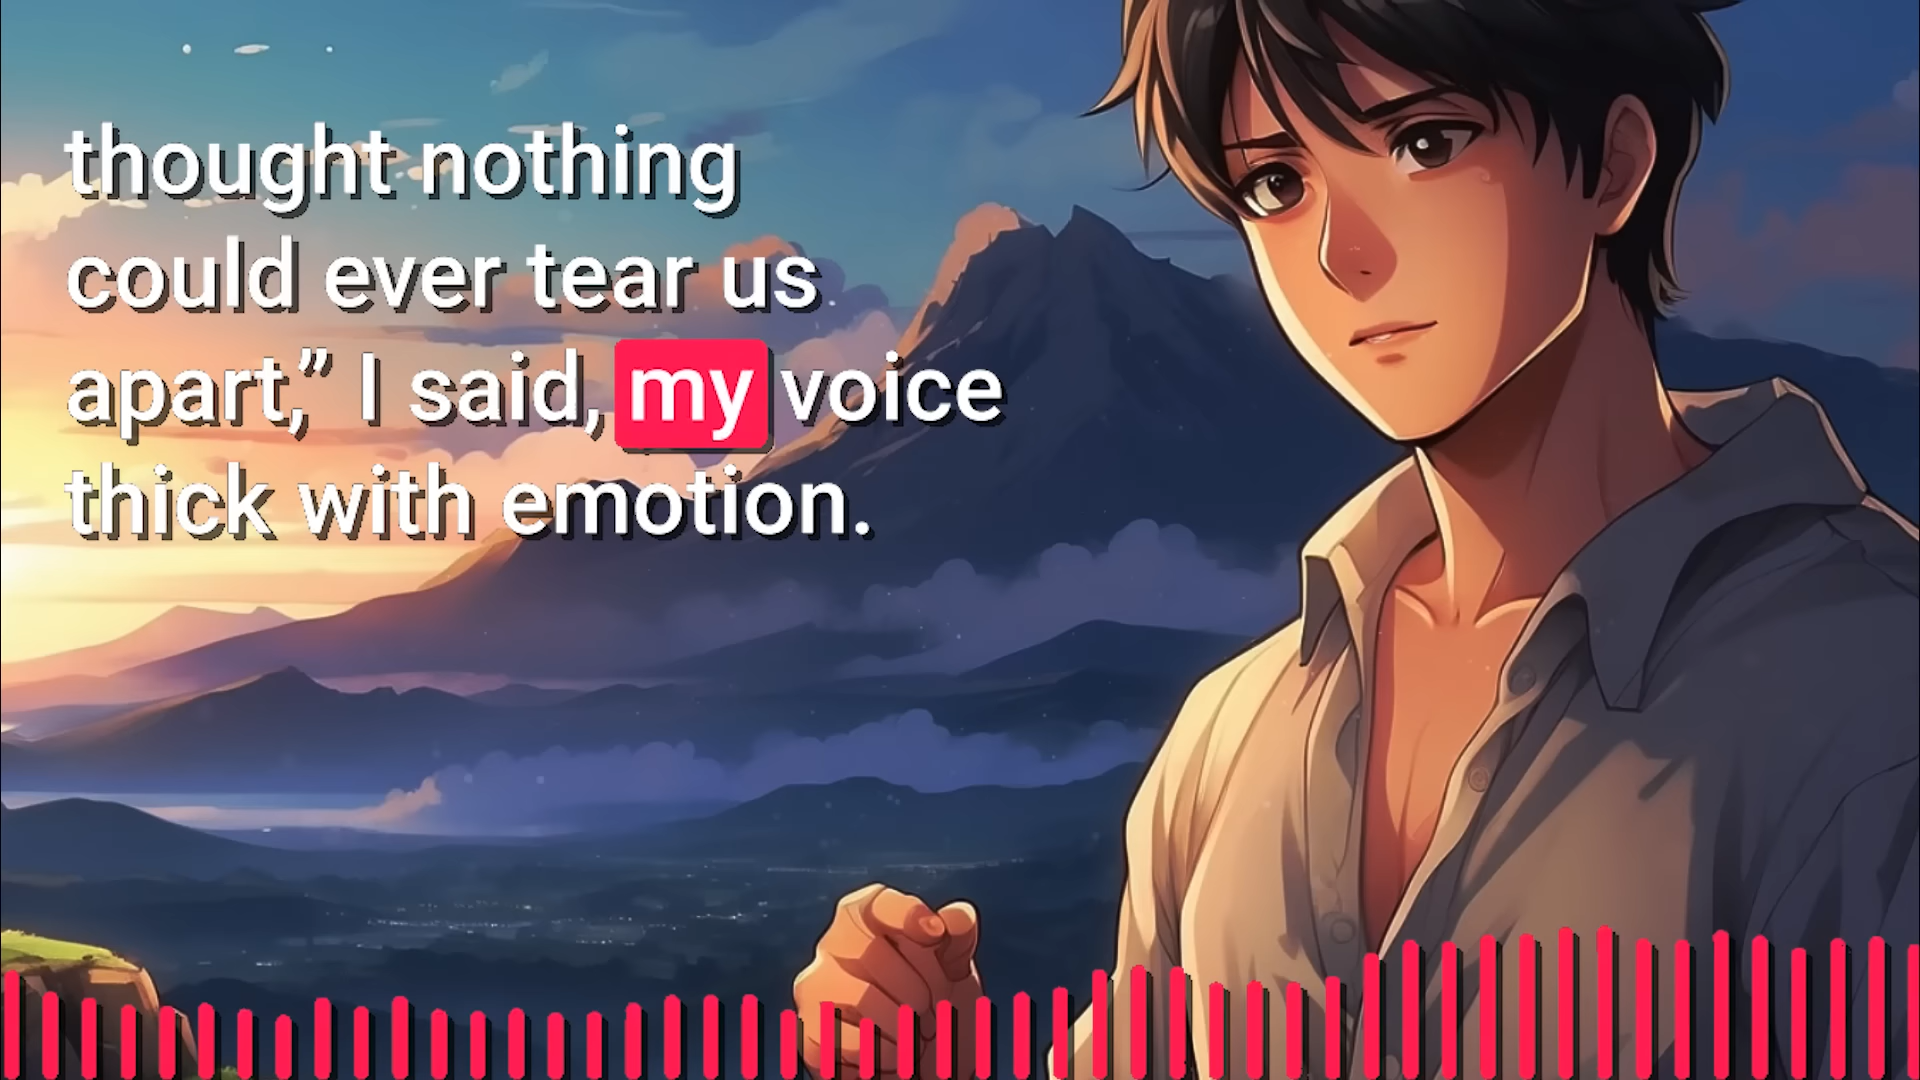 thought nothing
could ever tear us
apart,” I said, my voice
thick with emotion.